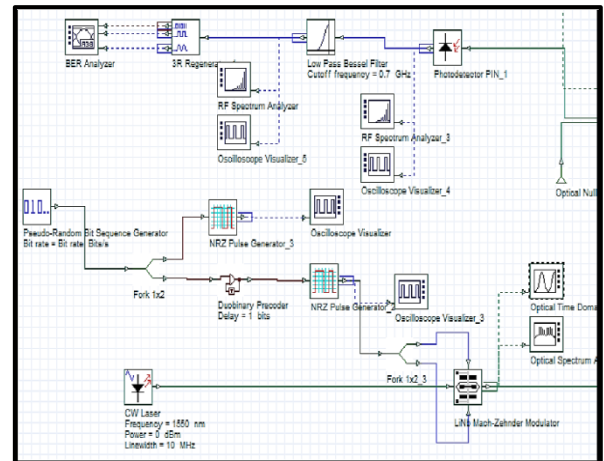 BER Analyzer
3R Regenera
Low Pass Bessel Filter
Cutoff frequency = 0.7 GHz
Photodetector PIN_1
RF Spectrum Analyzer
RF Spectrum Analyzer_3
Oscilloscope Visualizer_5
Oscilloscope Visualizer_4
Optical Null
010..
Pseudo-Random Bit Sequence Generator
Bit rate = Bit rate Bits/s
NRZ Pulse Generator_3
Oscilloscope Visualizer
Fork 1x2
Duobinary Precoder
Delay = 1 bits
NRZ Pulse Generator_2
Oscilloscope Visualizer_3
Optical Time Doma
Optical Spectrum A
Fork 1x2_3
LiNb Mach-Zehnder Modulator
CW Laser
Frequency = 1550 nm
Power = 0 dBm
Linewidth = 10 MHz